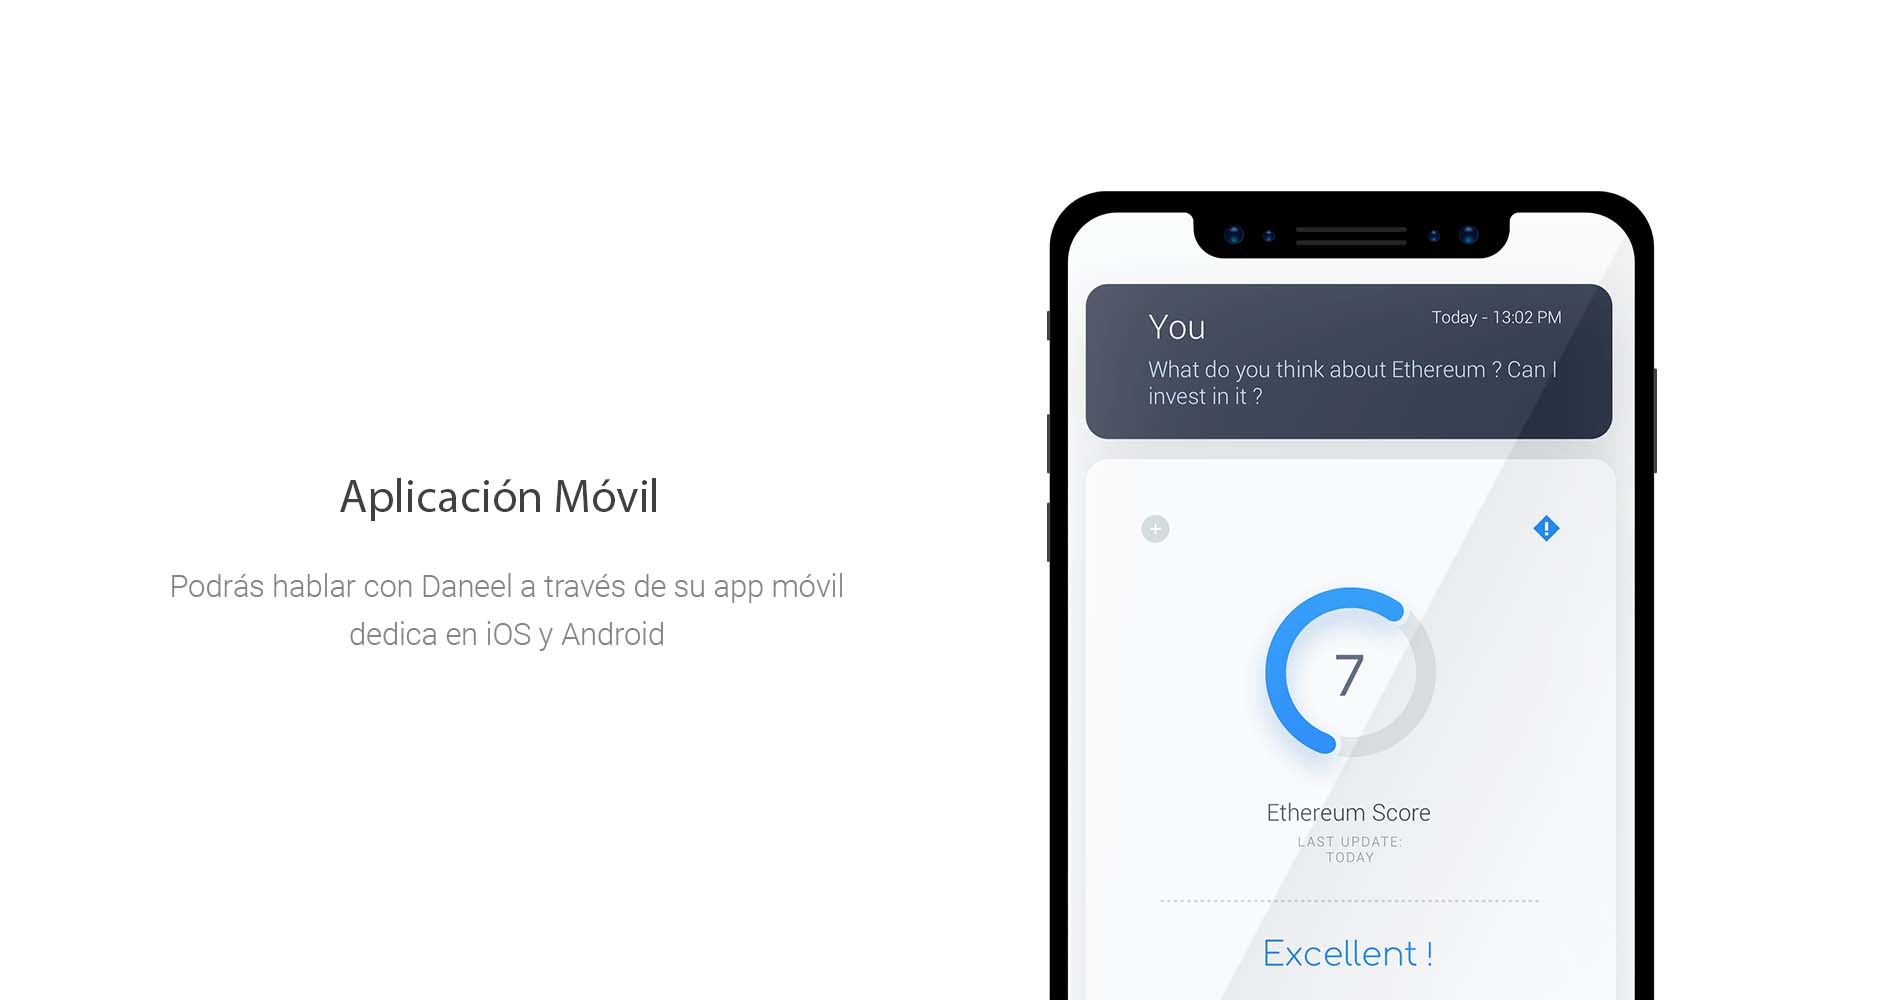 Aplicación Móvil
Podrás hablar con Daneel a través de su app móvil
dedica en iOS y Android
You
Today - 13:02 PM
What do you think about Ethereum ? Can I
invest in it ?
7
Ethereum Score
LAST UPDATE:
TODAY
Excellent !